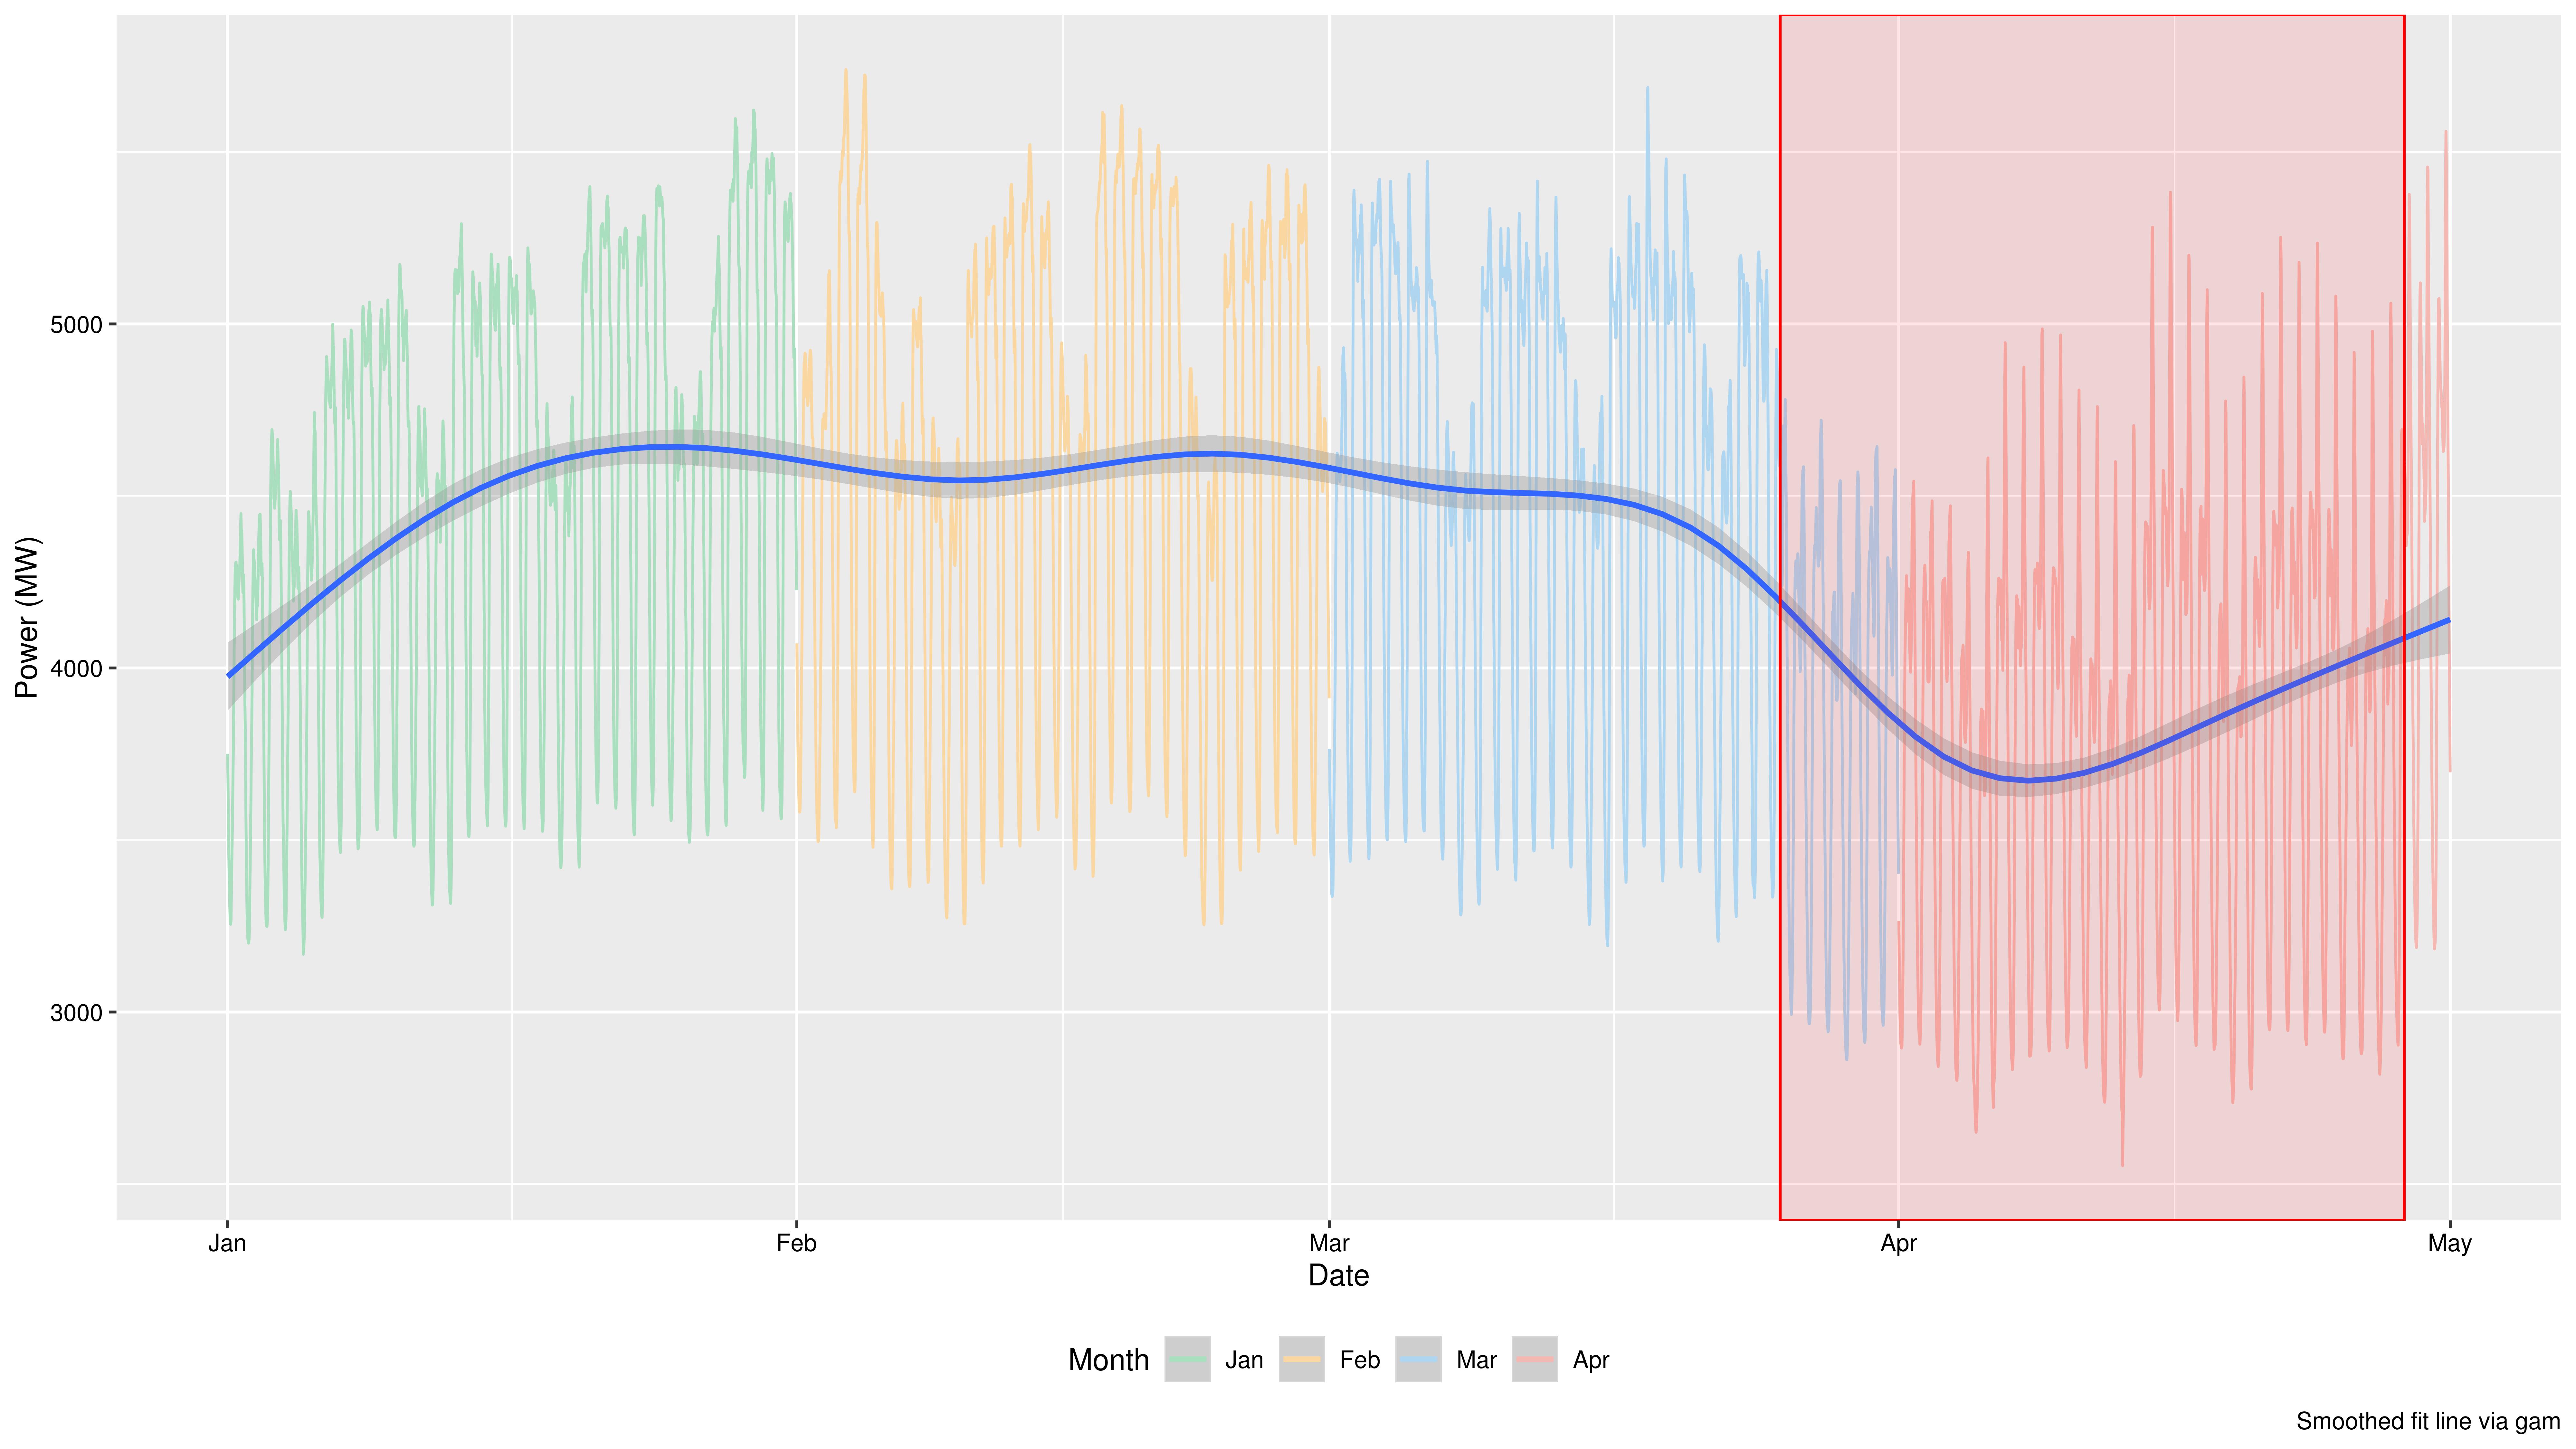 Power (MW)
5000
4000
3000
Jan Feb Mar Apr May
Date
Month Jan Feb Mar Apr
Smoothed fit line via gam